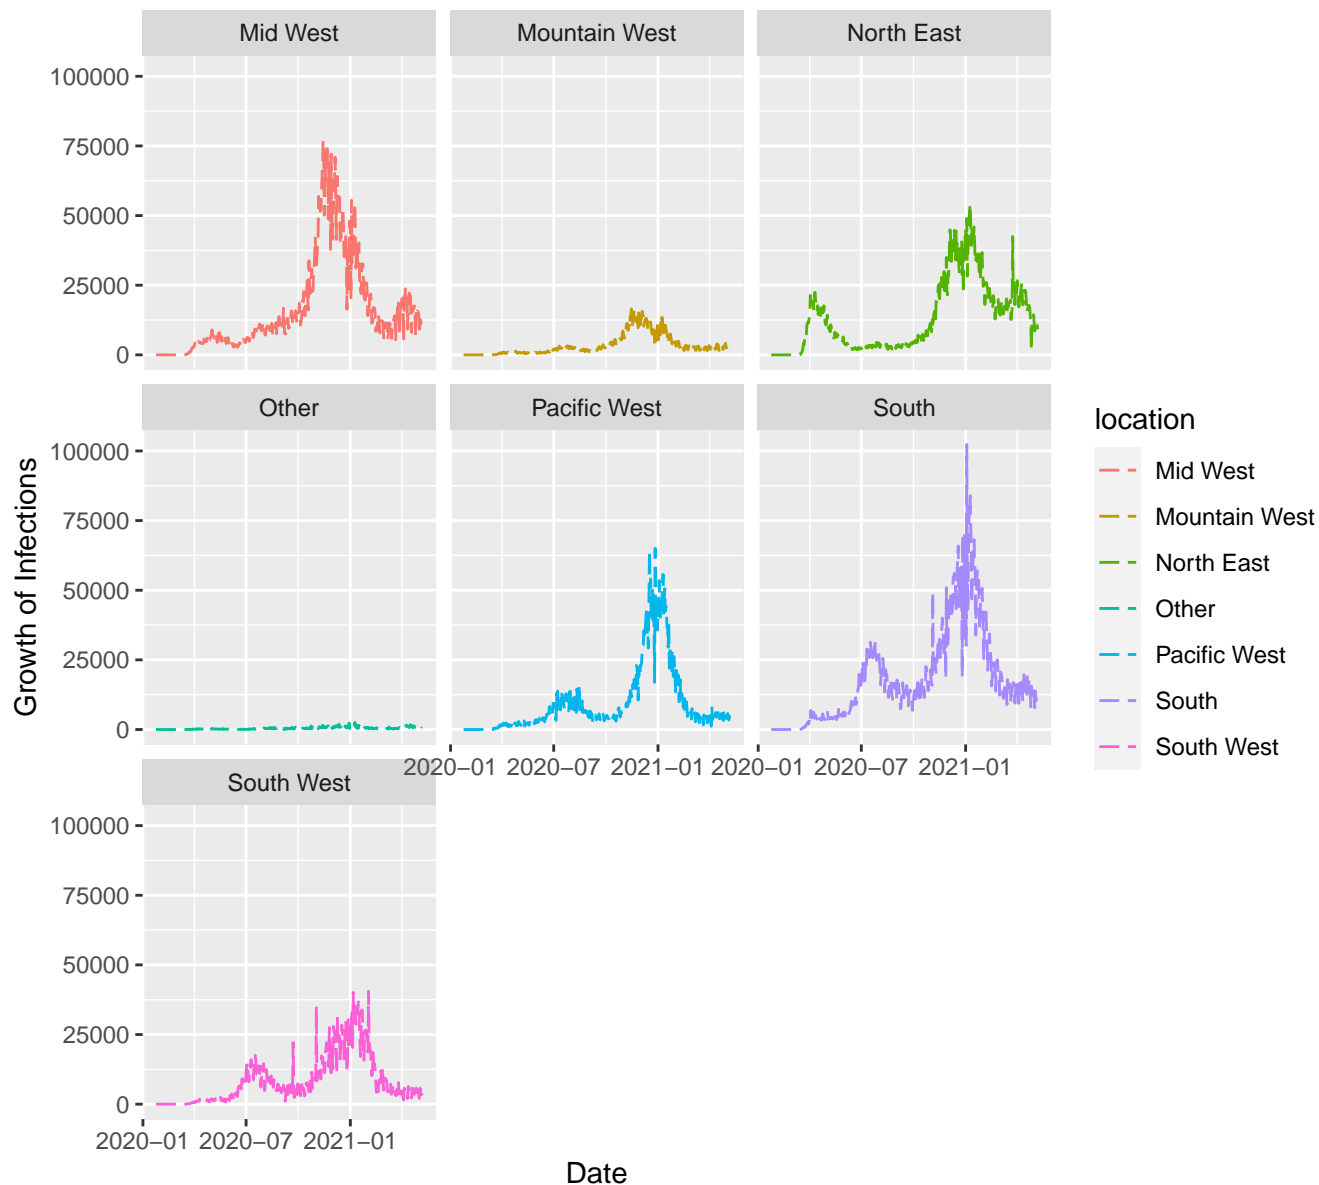 Mid West
Mountain West
North East
100000
75000
50000
25000
0
Other
Pacific West
South
100000
75000
50000
25000
0
2020–01 2020–07 2021–01 2020–01 2020–07 2021–01
South West
100000
75000
50000
25000
0
2020–01 2020–07 2021–01
Growth of Infections
Date
location
Mid West
Mountain West
North East
Other
Pacific West
South
South West